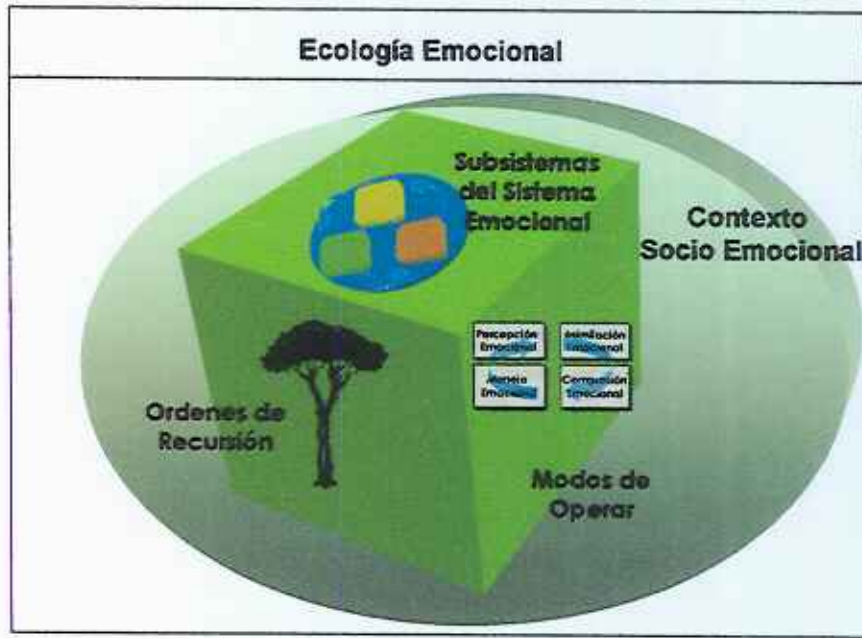 Ecología Emocional
Subsistemas
del Sistema
Emocional
Contexto
Socio Emocional
Percepción
Emocional
Asimilación
Emocional
Manejo
Emocional
Emocional
Ordenes de
Recursión
Modos de
Operar